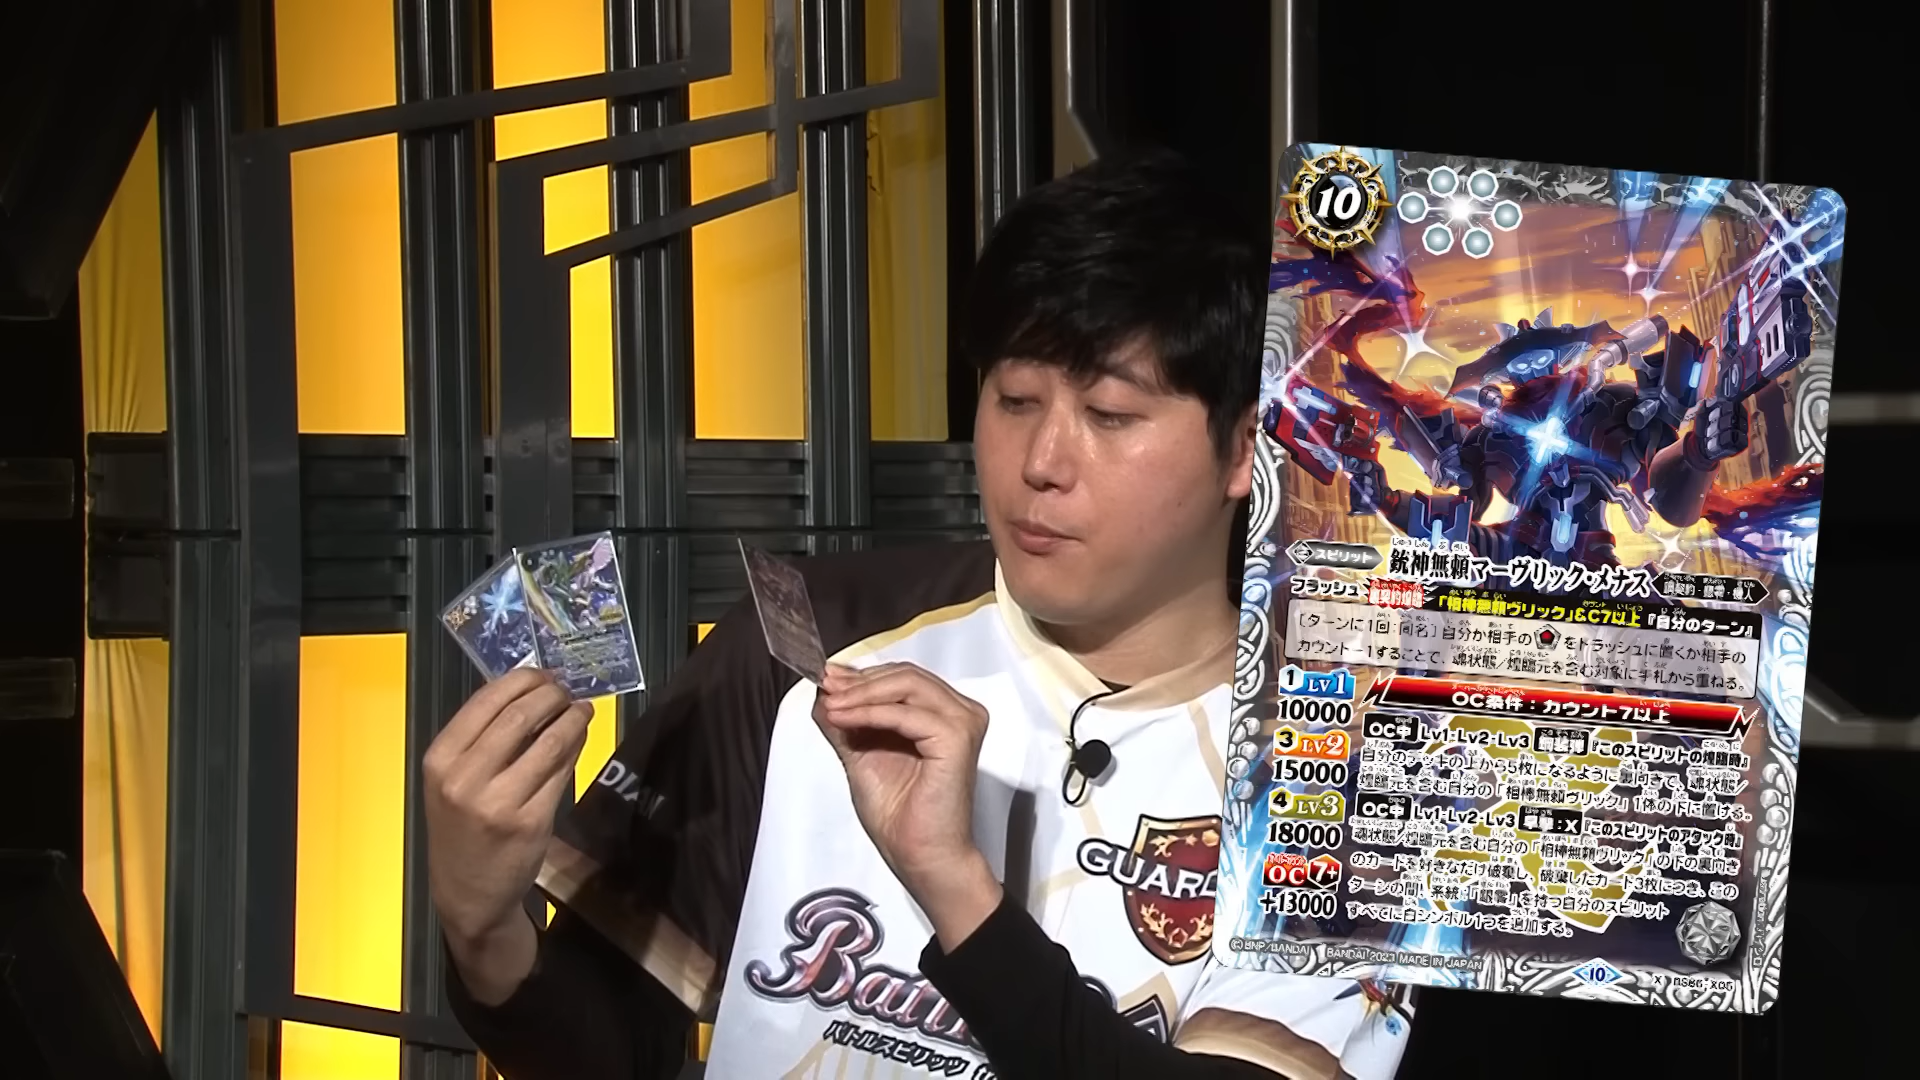 10
スピリット
銃神無頼マーヴリック・メナス
鋼契約・銀零・機人
フラッシュ 「相棒無頼ヴリック」&C7以上『自分のターン』
［ターンに1回:同名］自分か相手の をトラッシュに置くか相手の
カウント−1することで、魂状態/煌臨元を含む対象に手札から重ねる。
1 LV1
10000
3 LV2
15000
4 LV3
18000
OC 7+
+13000
OC条件：カウント7以上
OC中 Lv1・Lv2・Lv3 『このスピリットの煌臨時』
自分のデッキの上から5枚になるように裏向きで、魂状態/
煌臨元を含む自分の「相棒無頼ヴリック」1体の下に置ける。
OC中 Lv1・Lv2・Lv3 零撃：X『このスピリットのアタック時』
魂状態/煌臨元を含む自分の「相棒無頼ヴリック」の下の裏向き
のカードを好きなだけ破棄し、破棄したカード3枚につき、この
ターンの間、系統：「銀零」を持つ自分のスピリット
すべてに白シンボル1つを追加する。
©BNP/BANDAI BANDAI 2023 MADE IN JAPAN
10
X BS66-X05
DIAN
GUARD
Battl
バトルスピリッツ